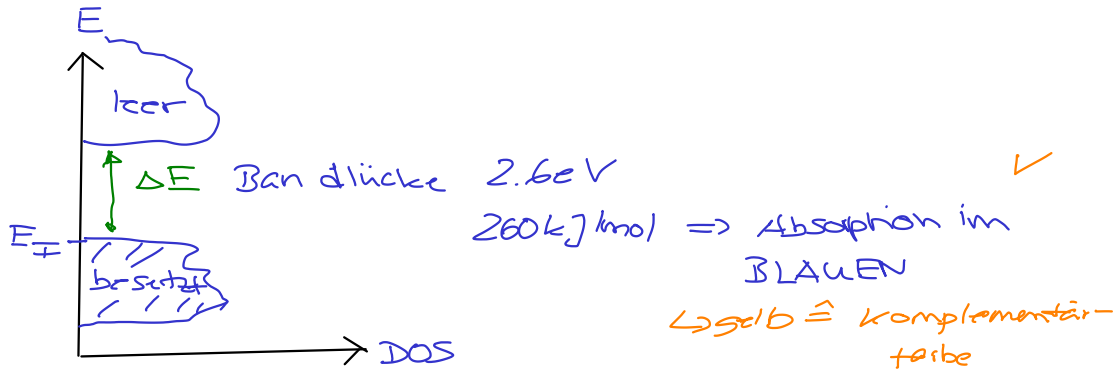 E
leer
ΔE Bandlücke 2.6eV
260kJ/mol => Absorption im
BLAUEN
E_F
besetzt
↳gelb ≙ Komplementär-
farbe
DOS